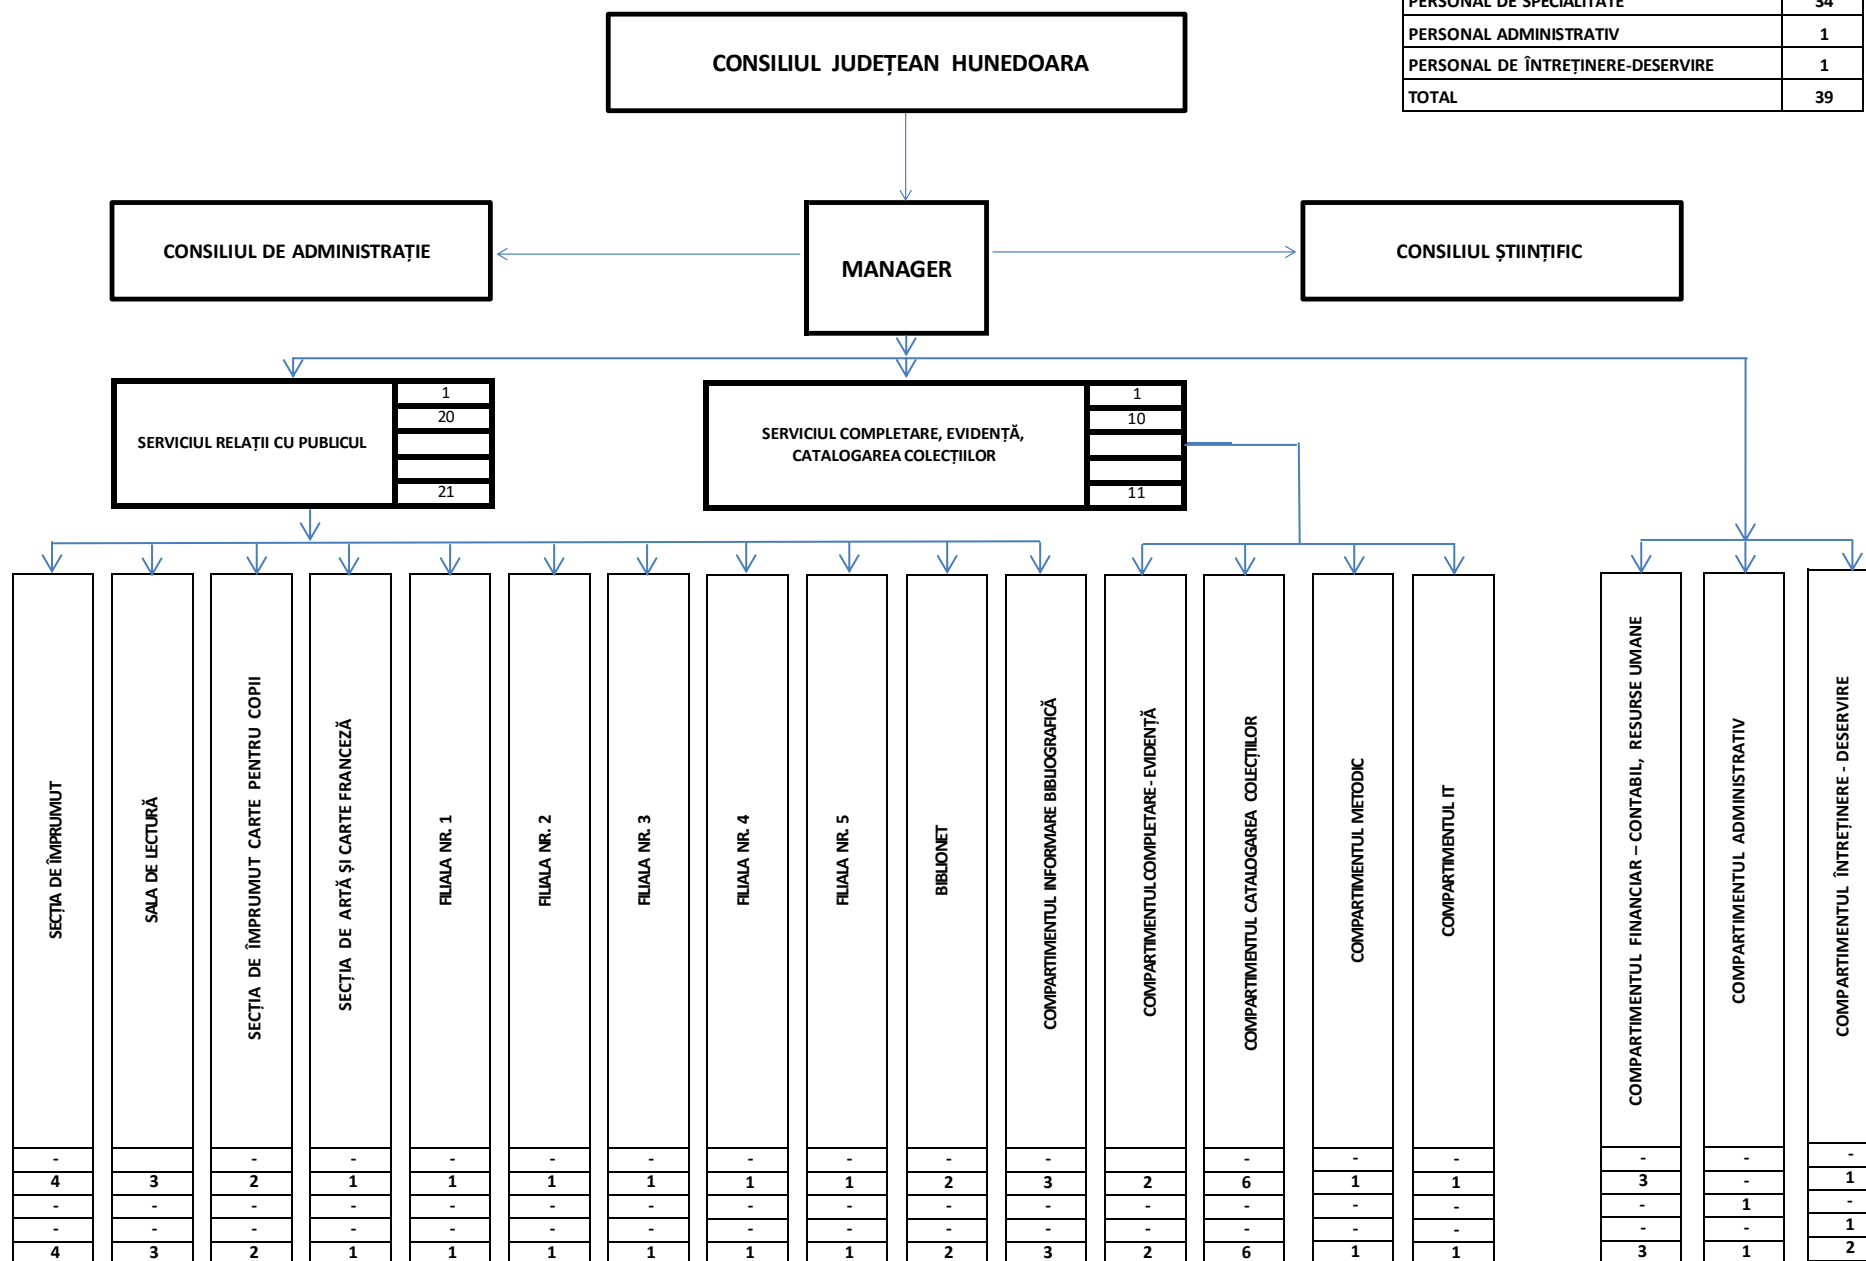 PERSONAL DE SPECIALITATE 34
PERSONAL ADMINISTRATIV 1
PERSONAL DE ÎNTREȚINERE-DESERVIRE 1
TOTAL 39
CONSILIUL JUDEȚEAN HUNEDOARA
CONSILIUL DE ADMINISTRAȚIE
MANAGER
CONSILIUL ȘTIINȚIFIC
SERVICIUL RELAȚII CU PUBLICUL
1
20
21
SERVICIUL COMPLETARE, EVIDENȚĂ,
CATALOGAREA COLECȚIILOR
1
10
11
SECȚIA DE ÎMPRUMUT
SALA DE LECTURĂ
SECȚIA DE ÎMPRUMUT CARTE PENTRU COPII
SECȚIA DE ARTĂ ȘI CARTE FRANCEZĂ
FILIALA NR. 1
FILIALA NR. 2
FILIALA NR. 3
FILIALA NR. 4
FILIALA NR. 5
BIBLIONET
COMPARTIMENTUL INFORMARE BIBLIOGRAFICĂ
COMPARTIMENTUL COMPLETARE - EVIDENȚĂ
COMPARTIMENTUL CATALOGAREA COLECȚIILOR
COMPARTIMENTUL METODIC
COMPARTIMENTUL IT
COMPARTIMENTUL FINANCIAR – CONTABIL, RESURSE UMANE
COMPARTIMENTUL ADMINISTRATIV
COMPARTIMENTUL ÎNTREȚINERE - DESERVIRE
- - - - - - - - - - - - - - - -
4 3 2 1 1 1 1 1 1 2 3 2 6 1 1 3 - 1
- - - - - - - - - - - - - - - - 1 -
- - - - - - - - - - - - - - - - - 1
4 3 2 1 1 1 1 1 1 2 3 2 6 1 1 3 1 2